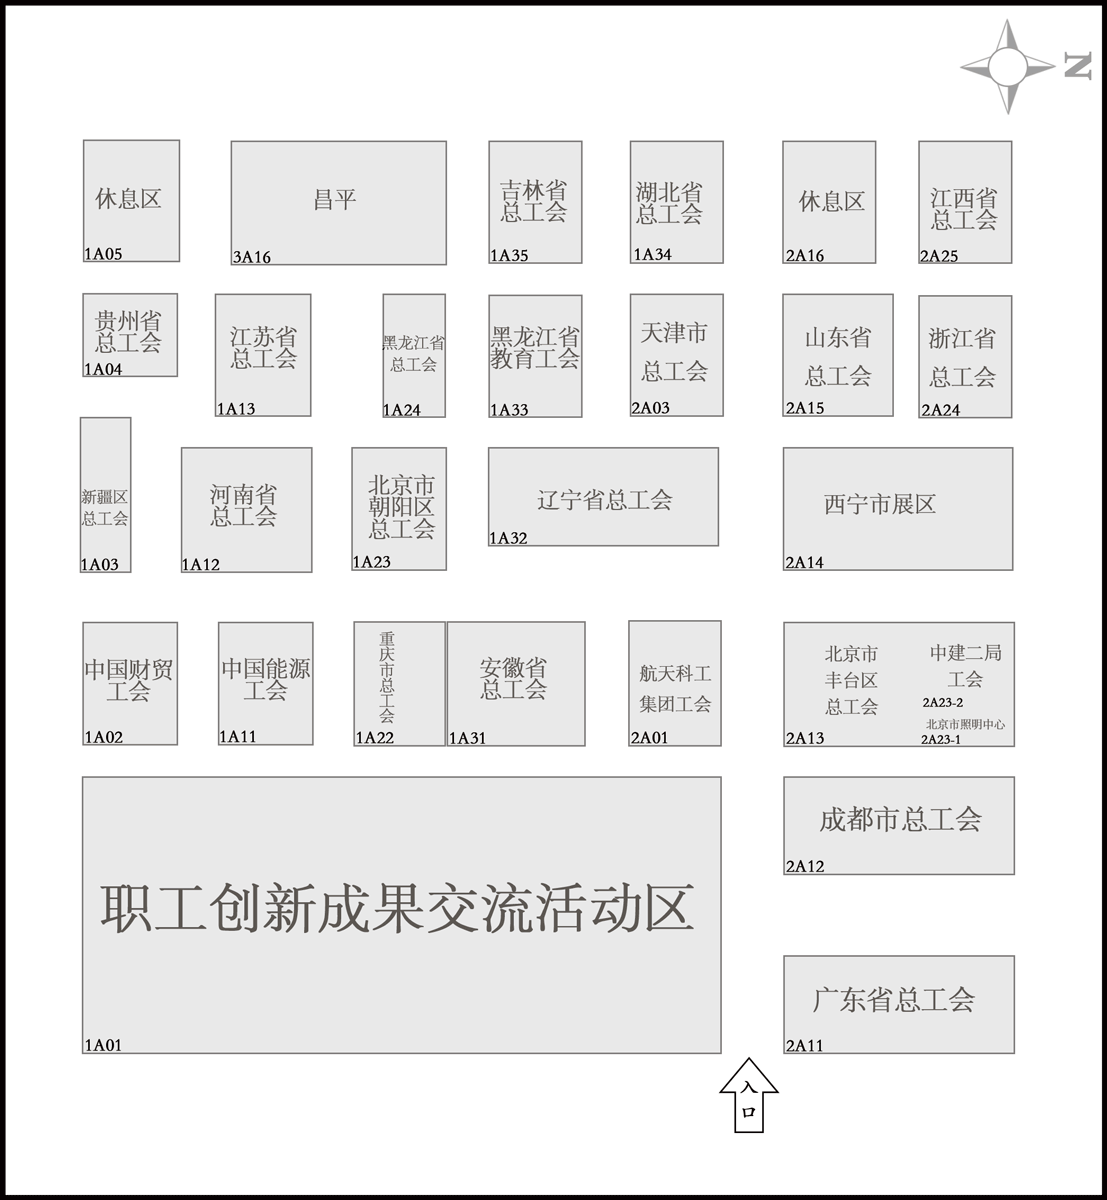 N
休息区
1A05
昌平
3A16
吉林省
总工会
1A35
湖北省
总工会
1A34
休息区
2A16
江西省
总工会
2A25
贵州省
总工会
1A04
江苏省
总工会
1A13
黑龙江省
总工会
1A24
黑龙江省
教育工会
1A33
天津市
总工会
2A03
山东省
总工会
2A15
浙江省
总工会
2A24
新疆区
总工会
1A03
河南省
总工会
1A12
北京市
朝阳区
总工会
1A23
辽宁省总工会
1A32
西宁市展区
2A14
中国财贸
工会
1A02
中国能源
工会
1A11
重庆市总工会
1A22
安徽省
总工会
1A31
航天科工
集团工会
2A01
北京市
丰台区
总工会
2A13
中建二局
工会
2A23-2
北京市照明中心
2A23-1
职工创新成果交流活动区
1A01
成都市总工会
2A12
广东省总工会
2A11
入口